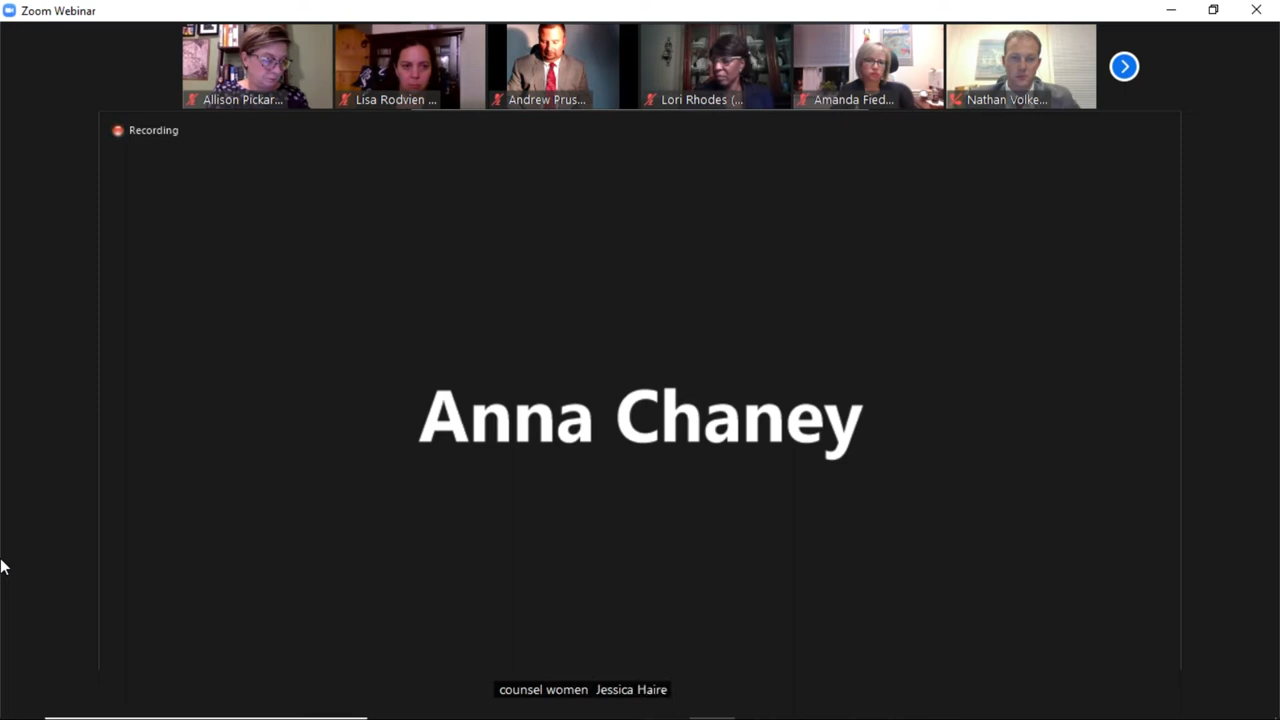 Zoom Webinar
Allison Pickar...
Lisa Rodvien ...
Andrew Prus...
Lori Rhodes (...
Amanda Fied...
Nathan Volke...
Recording
Anna Chaney
counsel women  Jessica Haire